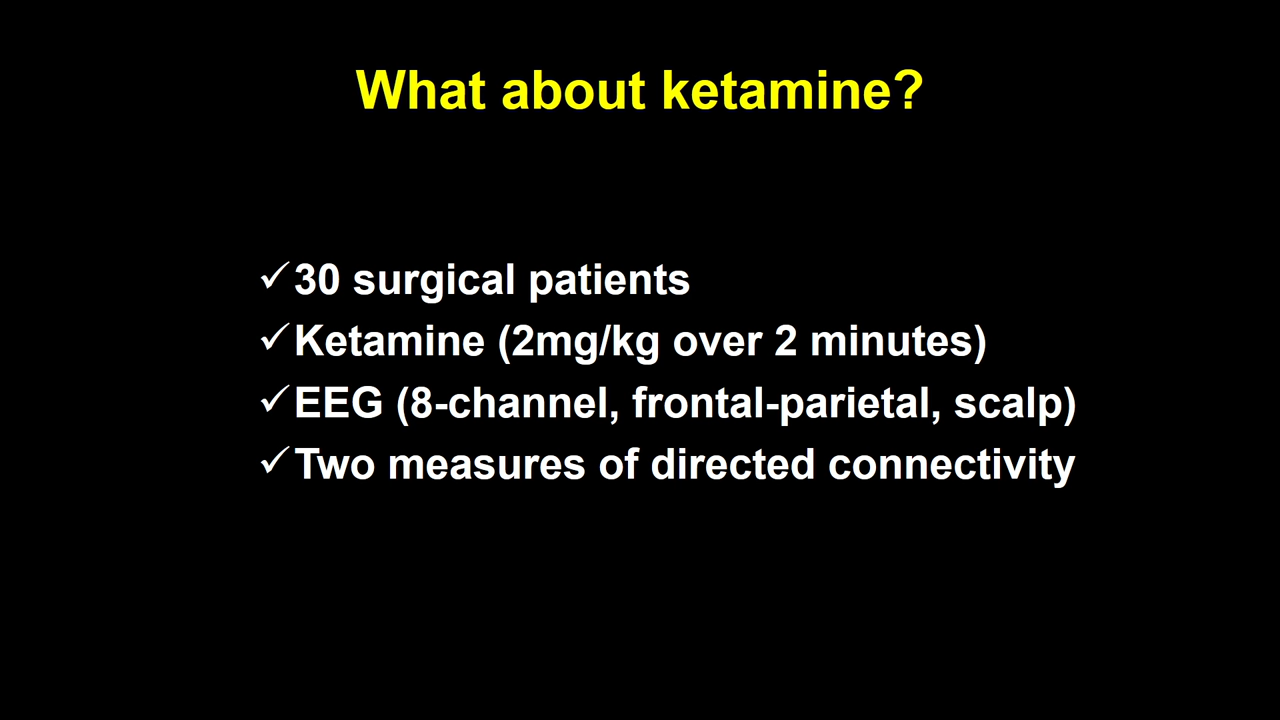 What about ketamine?
✓30 surgical patients
✓Ketamine (2mg/kg over 2 minutes)
✓EEG (8-channel, frontal-parietal, scalp)
✓Two measures of directed connectivity